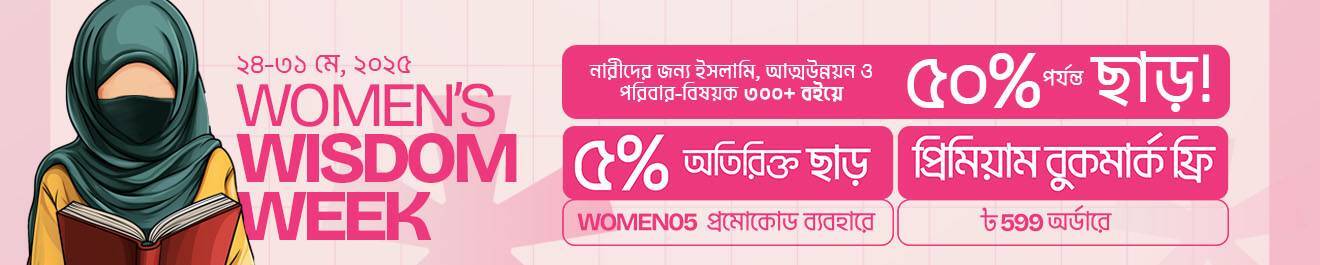 ২৪-৩১ মে, ২০২৫
WOMEN'S
WISDOM
WEEK
নারীদের জন্য ইসলামি, আত্মউন্নয়ন ও
পরিবার-বিষয়ক ৩০০+ বইয়ে
৫০% পর্যন্ত ছাড়!
৫% অতিরিক্ত ছাড়
WOMEN05 প্রমোকোড ব্যবহারে
প্রিমিয়াম বুকমার্ক ফ্রি
৳ 599 অর্ডারে